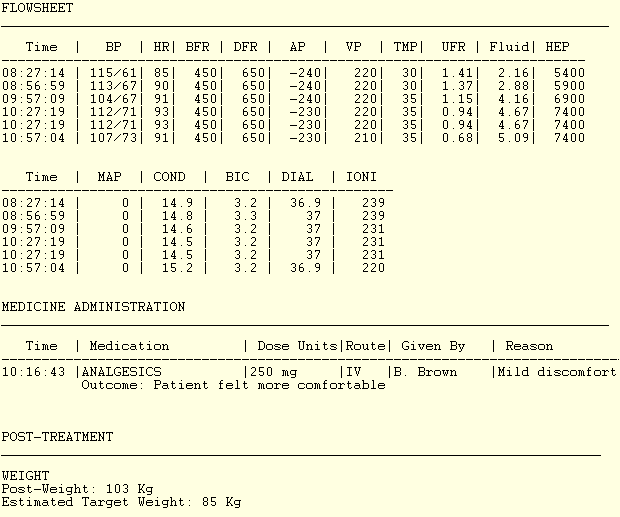 FLOWSHEET
Time | BP | HR| BFR | DFR | AP | VP | TMP| UFR | Fluid| HEP
08:27:14 | 115/61| 85| 450| 650| -240| 220| 30| 1.41| 2.16| 5400
08:56:59 | 113/67| 90| 450| 650| -240| 220| 30| 1.37| 2.88| 5900
09:57:09 | 104/67| 91| 450| 650| -240| 220| 35| 1.15| 4.16| 6900
10:27:19 | 112/71| 93| 450| 650| -230| 220| 35| 0.94| 4.67| 7400
10:27:19 | 112/71| 93| 450| 650| -230| 220| 35| 0.94| 4.67| 7400
10:57:04 | 107/73| 91| 450| 650| -230| 210| 35| 0.68| 5.09| 7400
Time | MAP | COND | BIC | DIAL | IONI
08:27:14 | 0 | 14.9 | 3.2 | 36.9 | 239
08:56:59 | 0 | 14.8 | 3.3 | 37 | 239
09:57:09 | 0 | 14.6 | 3.2 | 37 | 231
10:27:19 | 0 | 14.5 | 3.2 | 37 | 231
10:27:19 | 0 | 14.5 | 3.2 | 37 | 231
10:57:04 | 0 | 15.2 | 3.2 | 36.9 | 220
MEDICINE ADMINISTRATION
Time | Medication | Dose Units|Route| Given By | Reason
10:16:43 |ANALGESICS |250 mg |IV |B. Brown |Mild discomfort
Outcome: Patient felt more comfortable
POST-TREATMENT
WEIGHT
Post-Weight: 103 Kg
Estimated Target Weight: 85 Kg